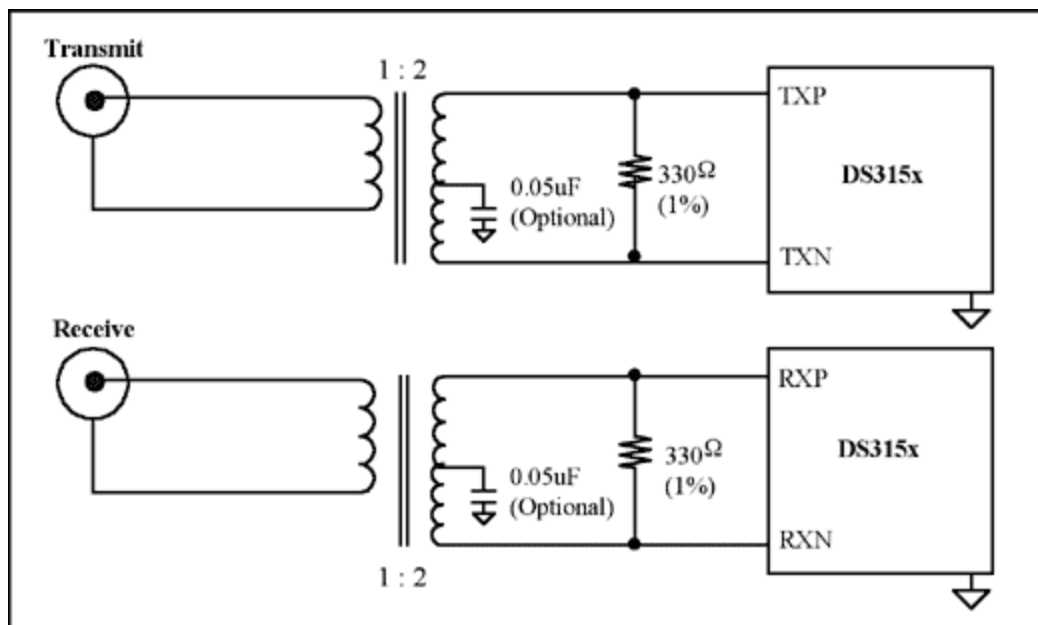 Transmit
1 : 2
TXP
0.05uF
(Optional)
330Ω
(1%)
DS315x
TXN
Receive
RXP
0.05uF
(Optional)
330Ω
(1%)
DS315x
RXN
1 : 2